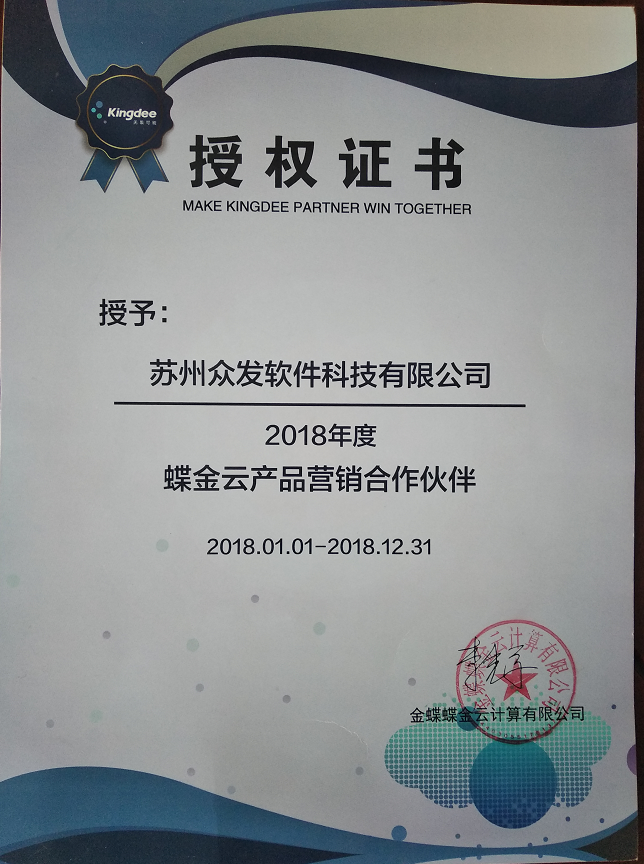 Kingdee
授权证书
MAKE KINGDEE PARTNER WIN TOGETHER
授予：
苏州众发软件科技有限公司
2018年度
蝶金云产品营销合作伙伴
2018.01.01-2018.12.31
金蝶蝶金云计算有限公司